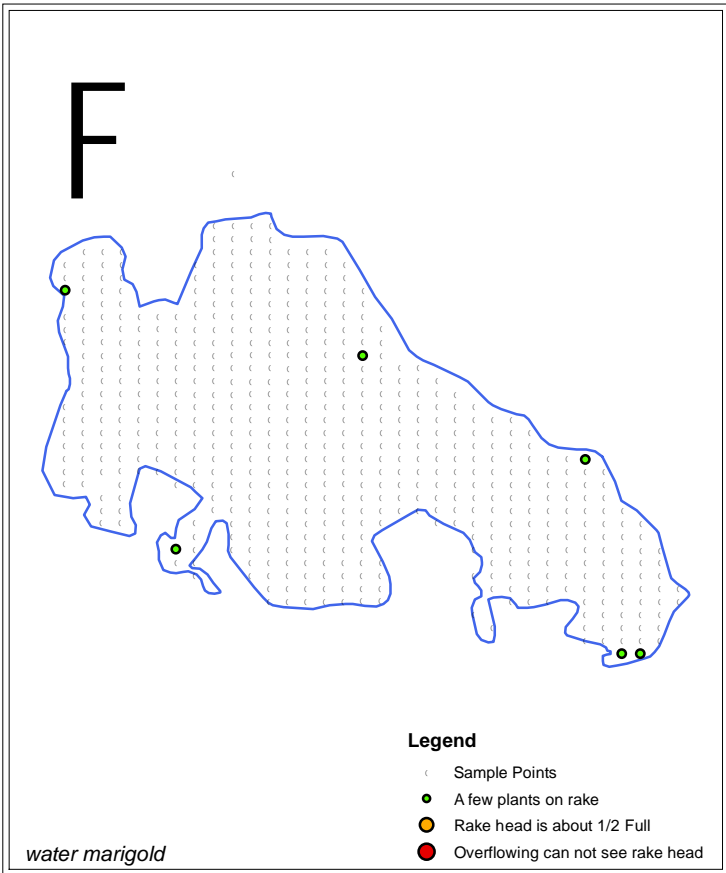 F
Legend
Sample Points
A few plants on rake
Rake head is about 1/2 Full
Overflowing can not see rake head
water marigold